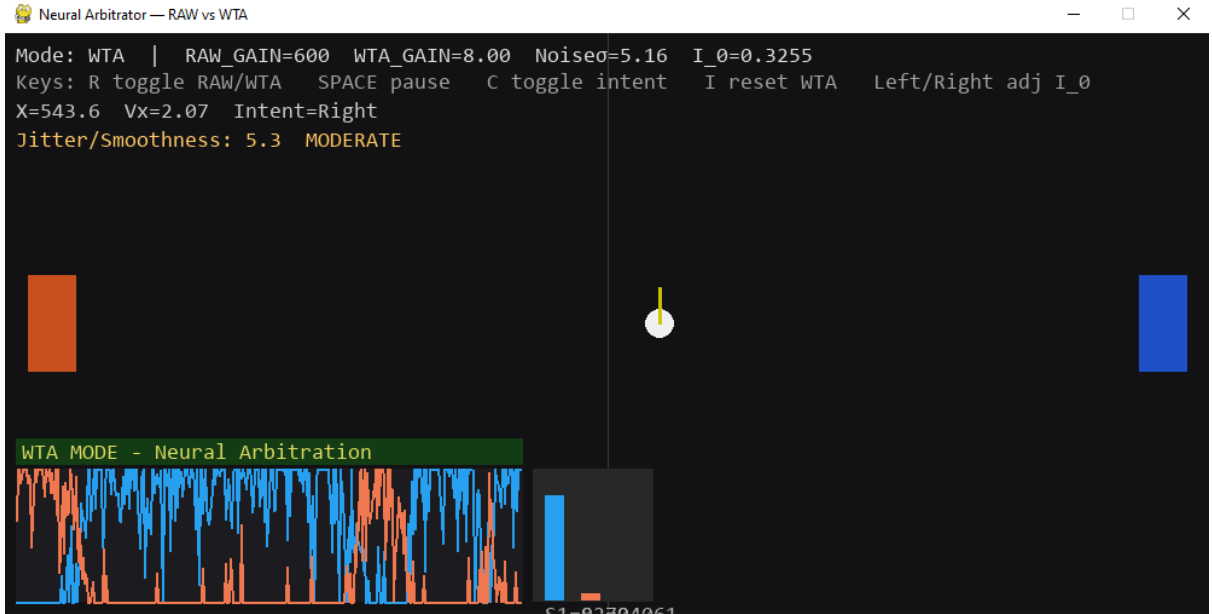 Neural Arbitrator — RAW vs WTA
Mode: WTA | RAW_GAIN=600 WTA_GAIN=8.00 Noiseσ=5.16 I_0=0.3255
Keys: R toggle RAW/WTA SPACE pause C toggle intent I reset WTA Left/Right adj I_0
X=543.6 Vx=2.07 Intent=Right
Jitter/Smoothness: 5.3 MODERATE
WTA MODE - Neural Arbitration